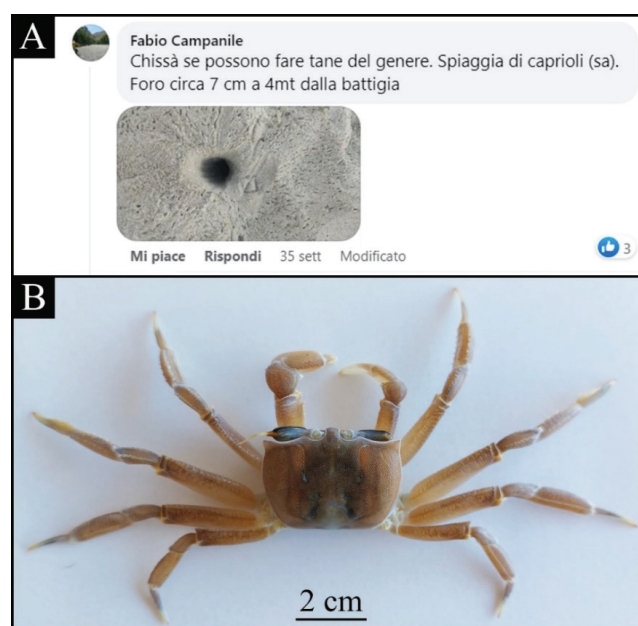 A
Fabio Campanile
Chissà se possono fare tane del genere. Spiaggia di caprioli (sa).
Foro circa 7 cm a 4mt dalla battigia
Mi piace Rispondi 35 sett Modificato 3
B
2 cm